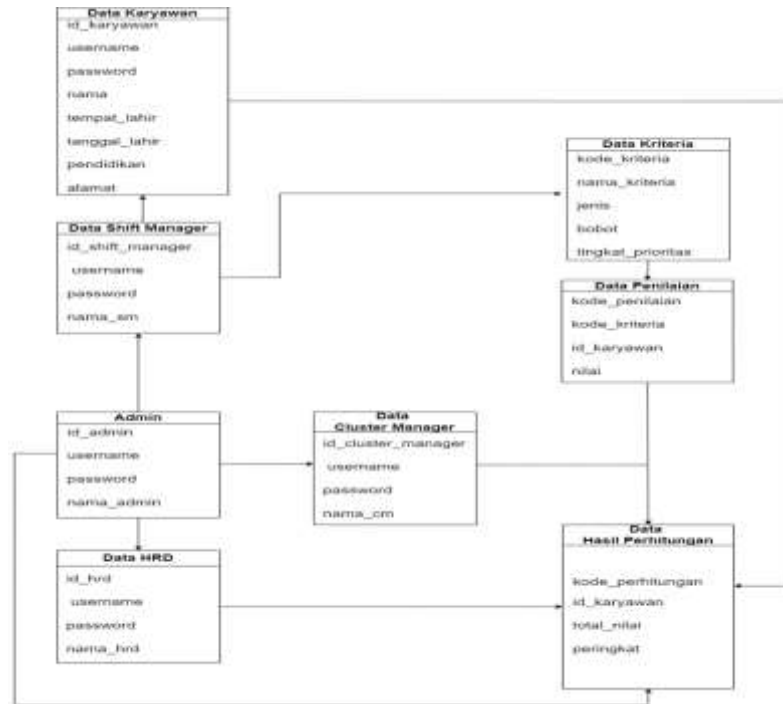 Data Karyawan
id_karyawan
username
password
nama
tempat_lahir
tanggal_lahir
pendidikan
alamat
Data Shift Manager
id_shift_manager
username
password
nama_sm
Data Kriteria
kode_kriteria
nama_kriteria
jenis
bobot
tingkat_prioritas
Data Penilaian
kode_penilaian
kode_kriteria
id_karyawan
nilai
Admin
id_admin
username
password
nama_admin
Data
Cluster Manager
id_cluster_manager
username
password
nama_cm
Data HRD
id_hrd
username
password
nama_hrd
Data
Hasil Perhitungan
kode_perhitungan
id_karyawan
total_nilai
peringkat